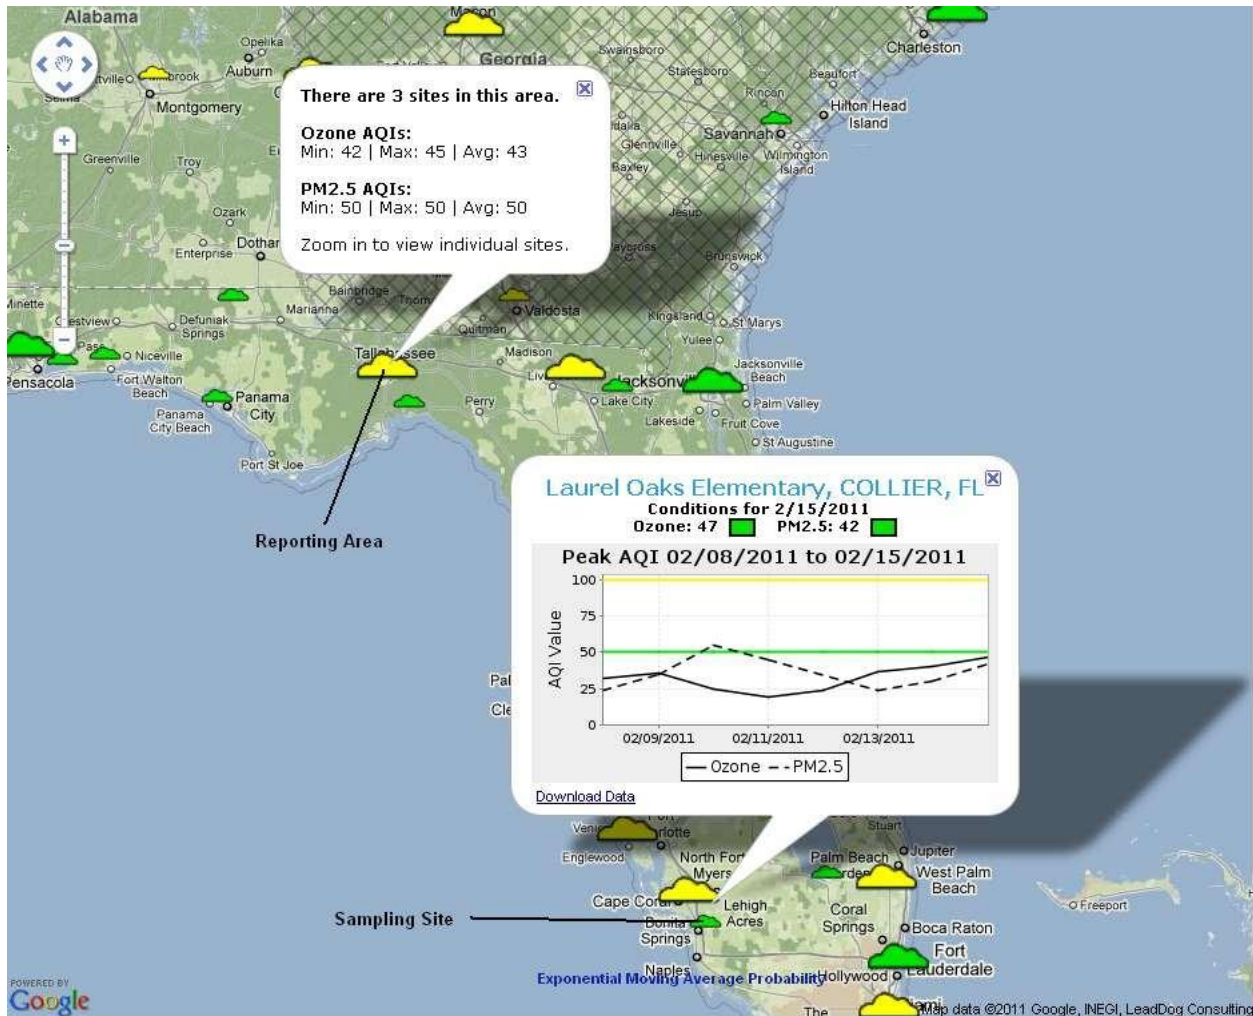 Alabama
Macon
Opelika
Auburn
Georgia
Swainsboro
Statesboro
Charleston
Beaufort
Rincon
Hilton Head
Island
Montgomery
Selma
Savannah
Glennville
Hinesville
Wilmington
Island
Baxley
Greenville
Troy
Jesup
Ozark
Enterprise
Brunswick
There are 3 sites in this area.
Ozone AQIs:
Min: 42 | Max: 45 | Avg: 43
PM2.5 AQIs:
Min: 50 | Max: 50 | Avg: 50
Zoom in to view individual sites.
Bainbridge
Marianna
Valdosta
Quitman
Kingsland
St Marys
Yulee
Defuniak
Springs
Niceville
Fort Walton
Beach
Pensacola
Panama
City
Panama
City Beach
Port St Joe
Tallahassee
Madison
Perry
Lake City
Jacksonville
Jacksonville
Beach
Palm Valley
Lakeside
Fruit Cove
St Augustine
Reporting Area
Laurel Oaks Elementary, COLLIER, FL
Conditions for 2/15/2011
Ozone: 47 PM2.5: 42
Peak AQI 02/08/2011 to 02/15/2011
AQI Value
100
75
50
25
0
02/09/2011 02/11/2011 02/13/2011
Ozone PM2.5
Download Data
Stuart
Englewood
North Fort
Myers
Palm Beach
Jupiter
West Palm
Beach
Cape Coral
Lehigh
Acres
Bonita
Springs
Coral
Springs
Boca Raton
Fort
Lauderdale
Hollywood
Naples
Freeport
Sampling Site
Exponential Moving Average Probability
The
Miami
POWERED BY
Google
Map data ©2011 Google, INEGI, LeadDog Consulting